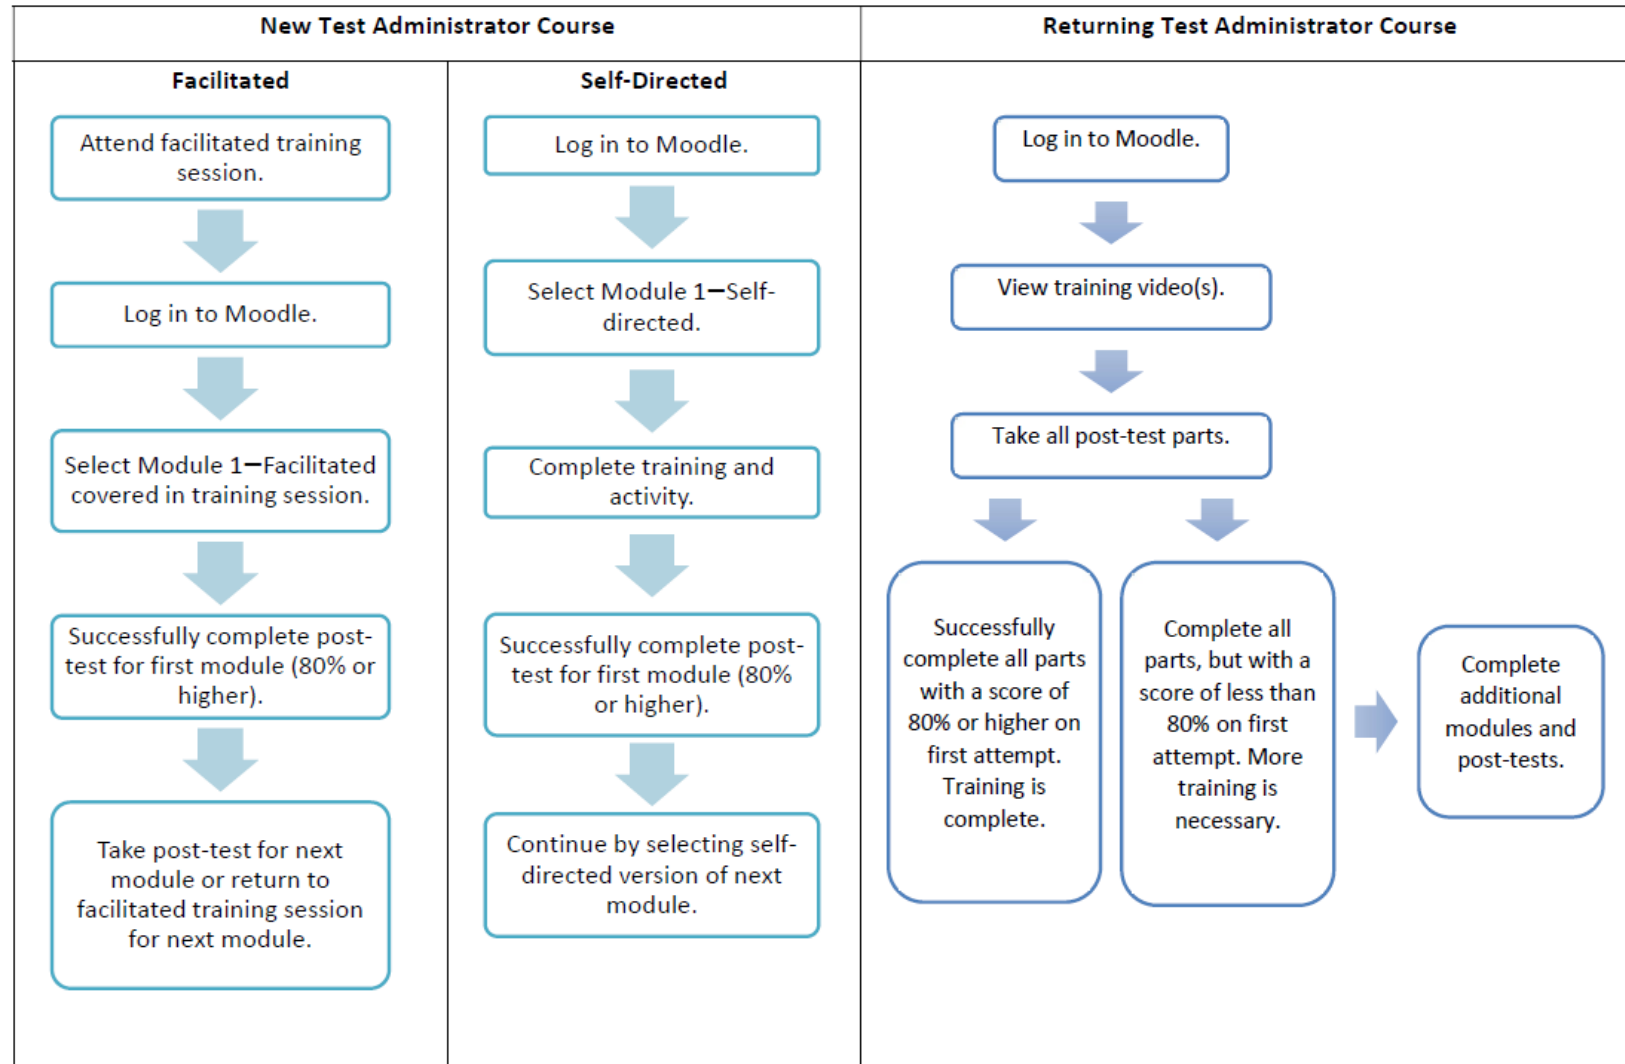 New Test Administrator Course
Returning Test Administrator Course
Facilitated
Attend facilitated training
session.
Log in to Moodle.
Select Module 1—Facilitated
covered in training session.
Successfully complete post-
test for first module (80% or
higher).
Take post-test for next
module or return to
facilitated training session
for next module.
Self-Directed
Log in to Moodle.
Select Module 1—Self-
directed.
Complete training and
activity.
Successfully complete post-
test for first module (80%
or higher).
Continue by selecting self-
directed version of next
module.
Log in to Moodle.
View training video(s).
Take all post-test parts.
Successfully
complete all parts
with a score of
80% or higher on
first attempt.
Training is
complete.
Complete all
parts, but with a
score of less than
80% on first
attempt. More
training is
necessary.
Complete
additional
modules and
post-tests.